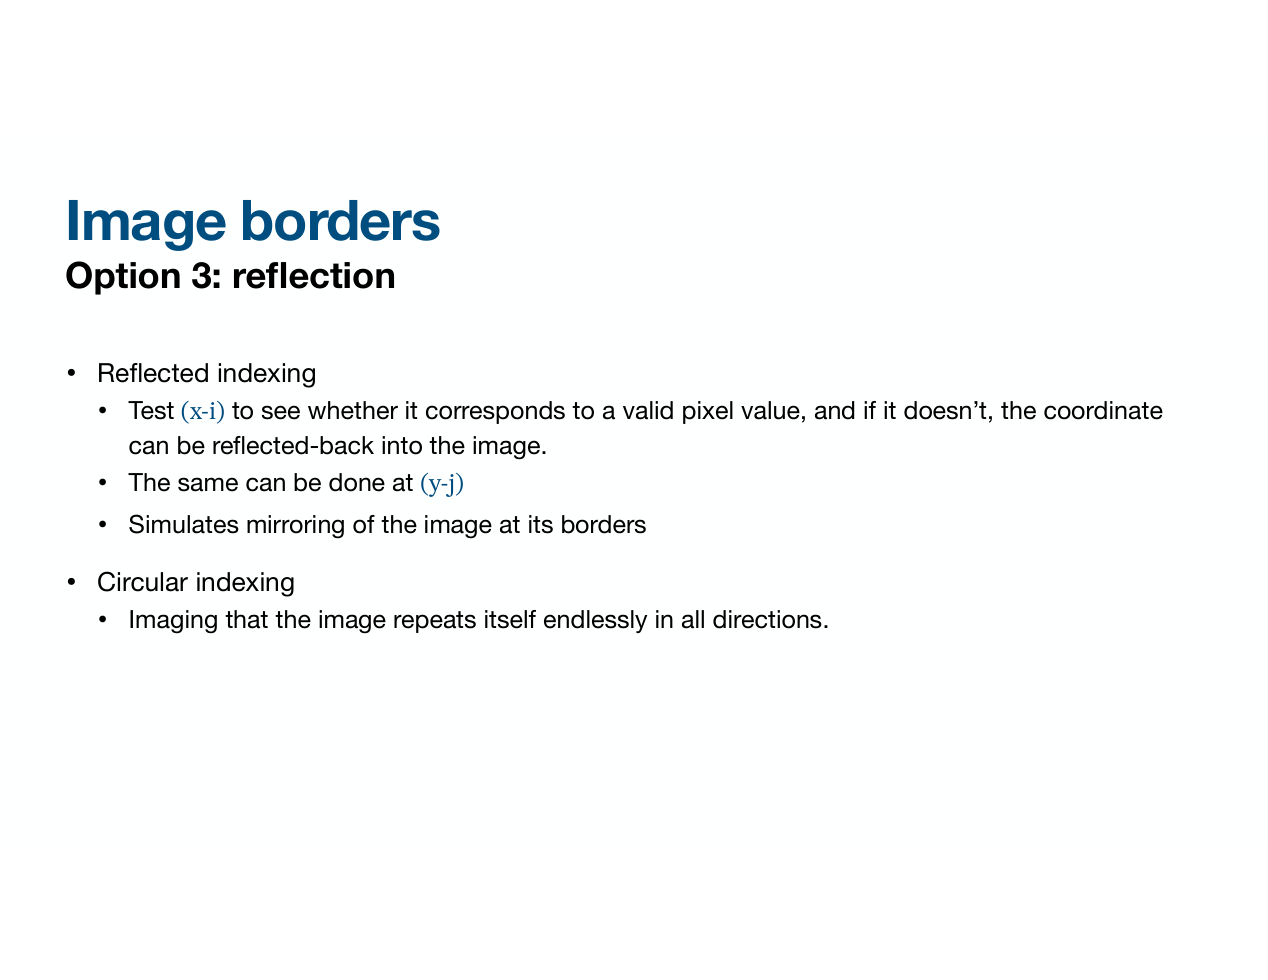 Image borders
Option 3: reflection
• Reflected indexing
• Test (x-i) to see whether it corresponds to a valid pixel value, and if it doesn’t, the coordinate
can be reflected-back into the image.
• The same can be done at (y-j)
• Simulates mirroring of the image at its borders
• Circular indexing
• Imaging that the image repeats itself endlessly in all directions.